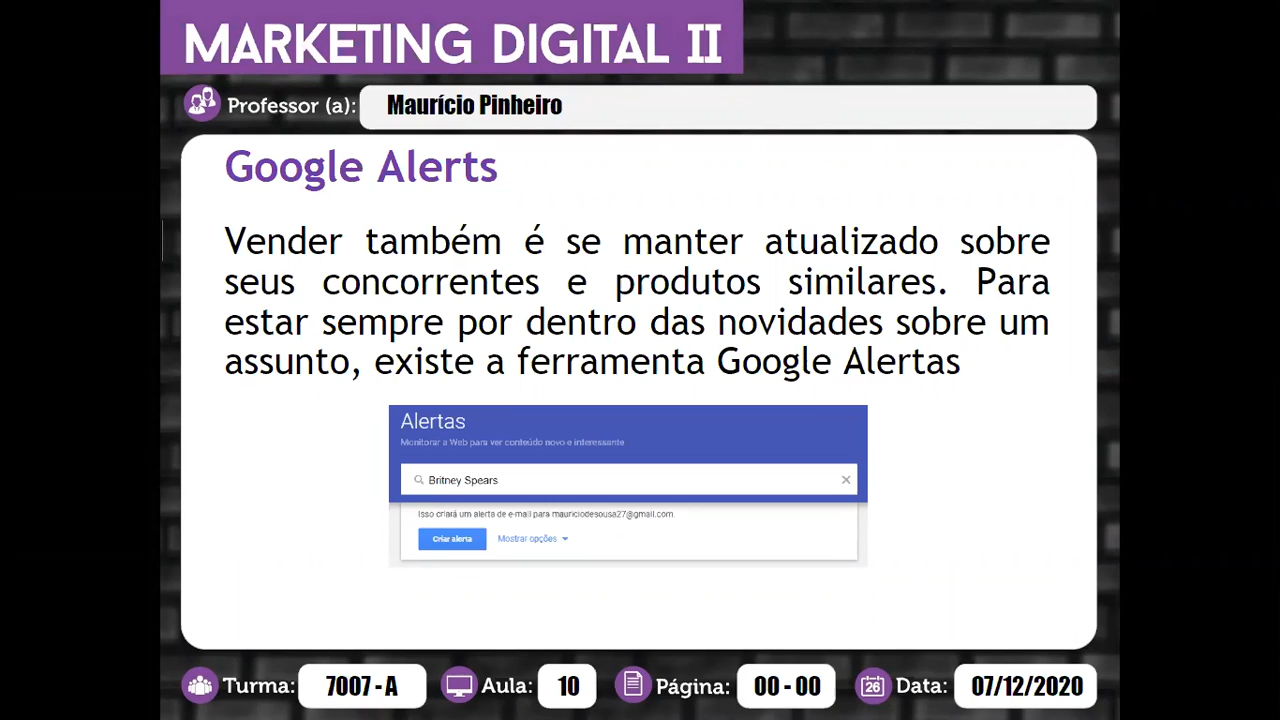 MARKETING DIGITAL II
Professor (a): Maurício Pinheiro
Google Alerts
Vender também é se manter atualizado sobre
seus concorrentes e produtos similares. Para
estar sempre por dentro das novidades sobre um
assunto, existe a ferramenta Google Alertas
Alertas
Monitorar a Web para ver conteúdo novo e interessante
Britney Spears
Isso criará um alerta de e-mail para mauriciodesousa27@gmail.com.
Criar alerta Mostrar opções
Turma: 7007 - A Aula: 10 Página: 00 - 00 26 Data: 07/12/2020